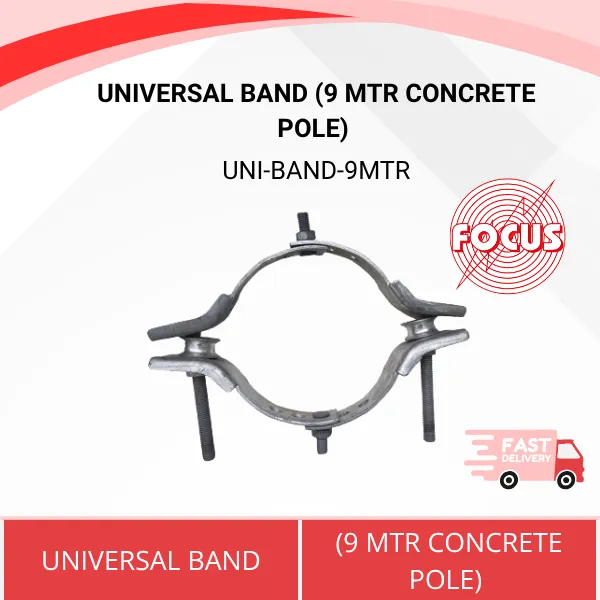 UNIVERSAL BAND (9 MTR CONCRETE
POLE)
UNI-BAND-9MTR
FOCUS
FAST
DELIVERY
UNIVERSAL BAND
(9 MTR CONCRETE
POLE)